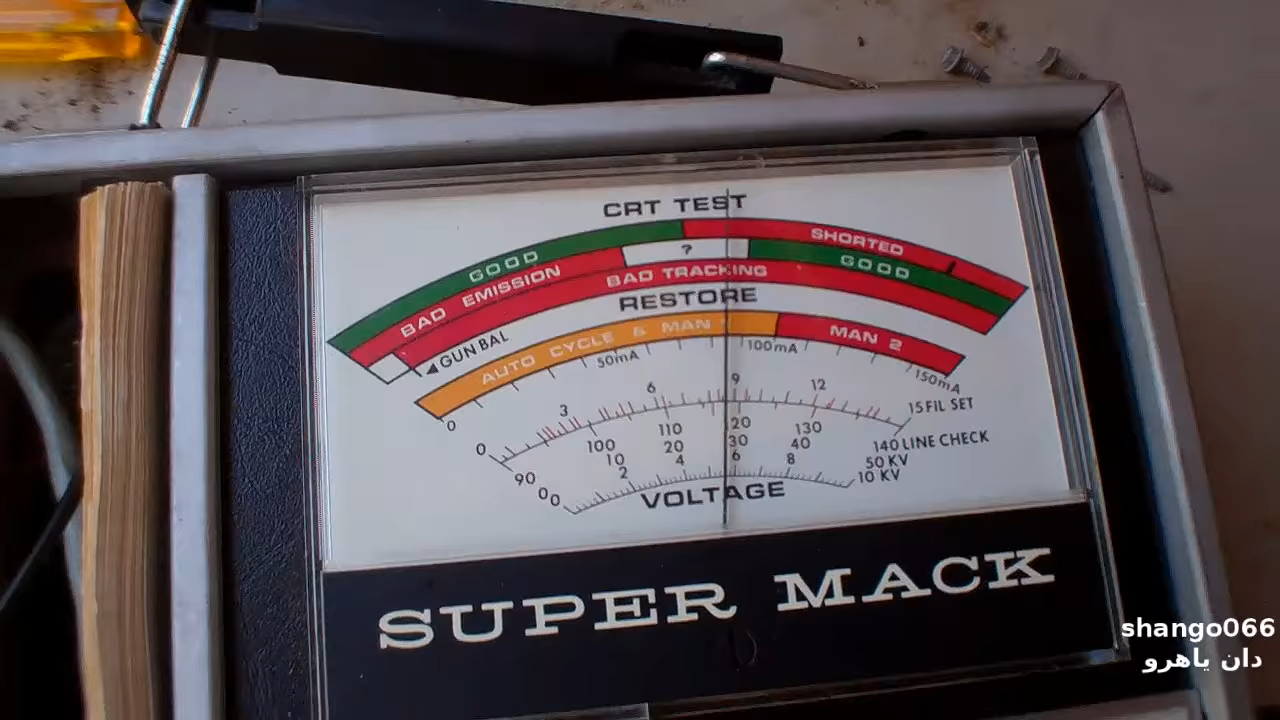 CRT TEST
SHORTED
GOOD
?
GOOD
BAD EMISSION
BAD TRACKING
RESTORE
◄ GUN BAL
AUTO CYCLE & MAN
MAN 2
0 50mA 100mA 150mA
0 3 6 9 12 15 FIL SET
90 100 110 120 130 140 LINE CHECK
0 10 20 30 40 50 KV
0 2 4 6 8 10 KV
VOLTAGE
SUPER MACK
shango066
دان ياهرو